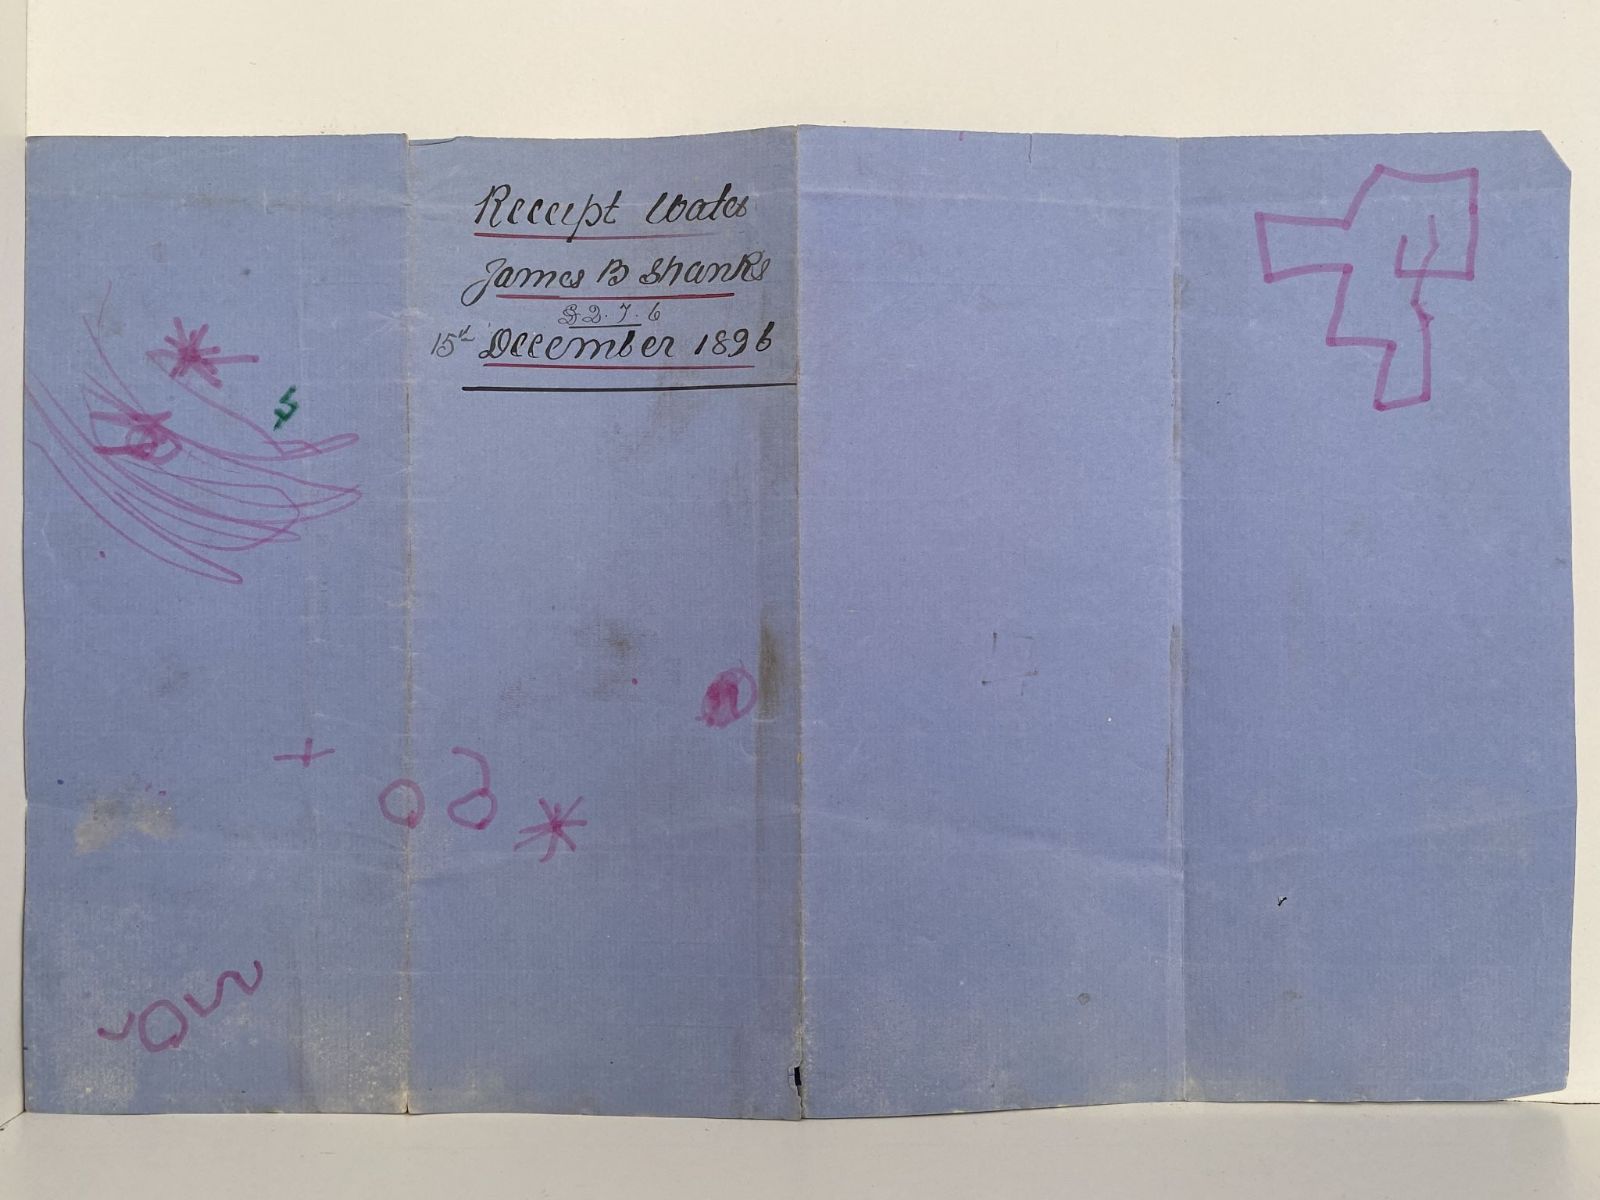 Receipt Wates
James B Shanks
£2.7.6
15th December 1896